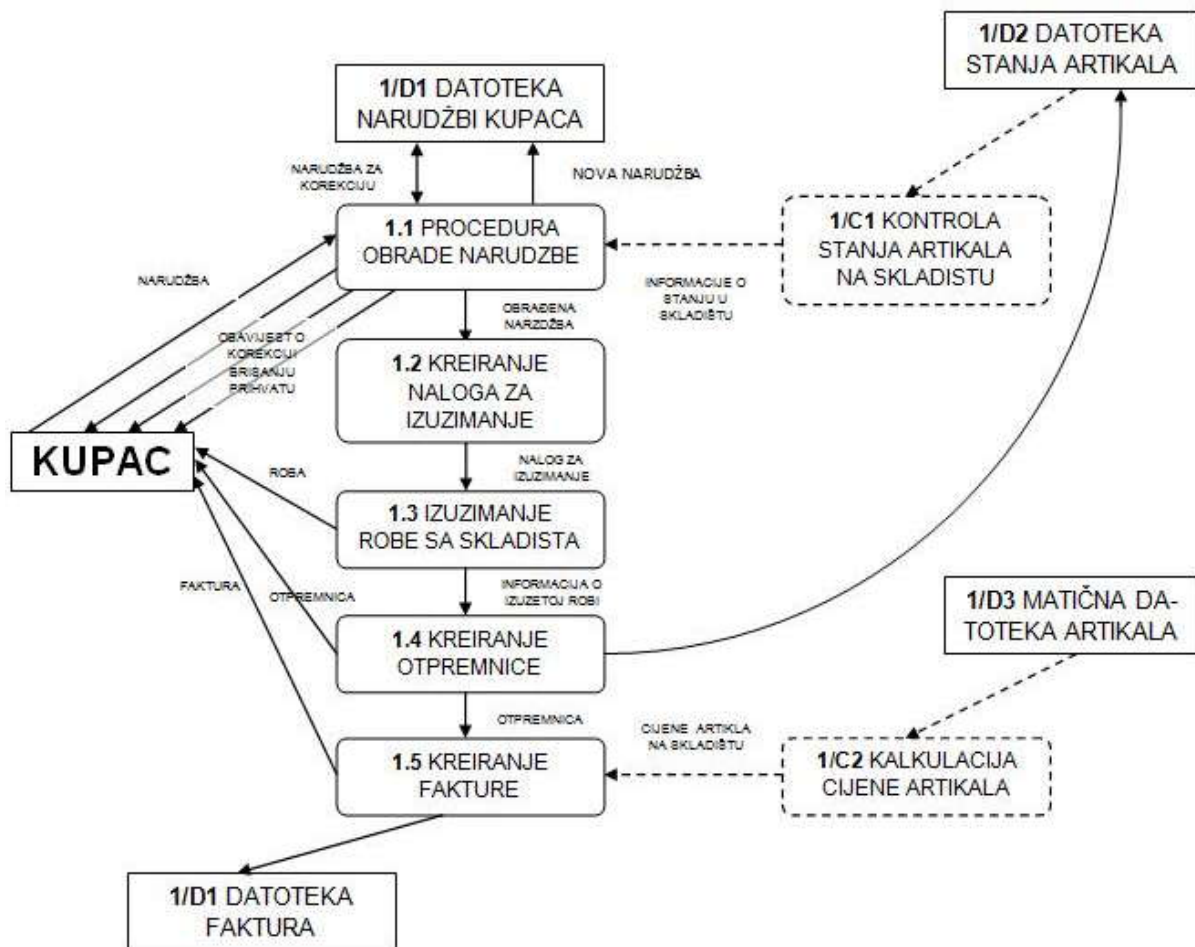 1/D2 DATOTEKA
STANJA ARTIKALA
1/D1 DATOTEKA
NARUDŽBI KUPACA
NARUDŽBA ZA
KOREKCIJU
NOVA NARUDŽBA
1.1 PROCEDURA
OBRADE NARUDZBE
1/C1 KONTROLA
STANJA ARTIKALA
NA SKLADISTU
NARUDŽBA
INFORMACIJE O
STANJU U
SKLADIŠTU
OBRAĐENA
NARZDŽBA
OBAVIJEST O
KOREKCIJI
BRISANJU
PRIHVATU
1.2 KREIRANJE
NALOGA ZA
IZUZIMANJE
KUPAC
ROBA
NALOG ZA
IZUZIMANJE
1.3 IZUZIMANJE
ROBE SA SKLADISTA
FAKTURA
OTPREMNICA
INFORMACIJA O
IZUZETOJ ROBI
1/D3 MATIČNA DA-
TOTEKA ARTIKALA
1.4 KREIRANJE
OTPREMNICE
OTPREMNICA
CIJENE ARTIKLA
NA SKLADIŠTU
1.5 KREIRANJE
FAKTURE
1/C2 KALKULACIJA
CIJENE ARTIKALA
1/D1 DATOTEKA
FAKTURA